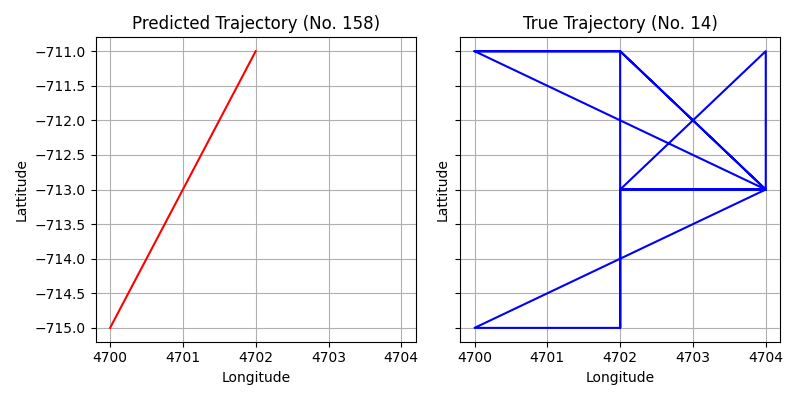 Predicted Trajectory (No. 158)
Lattitude
−711.0
−711.5
−712.0
−712.5
−713.0
−713.5
−714.0
−714.5
−715.0
4700 4701 4702 4703 4704
Longitude
True Trajectory (No. 14)
Lattitude
4700 4701 4702 4703 4704
Longitude